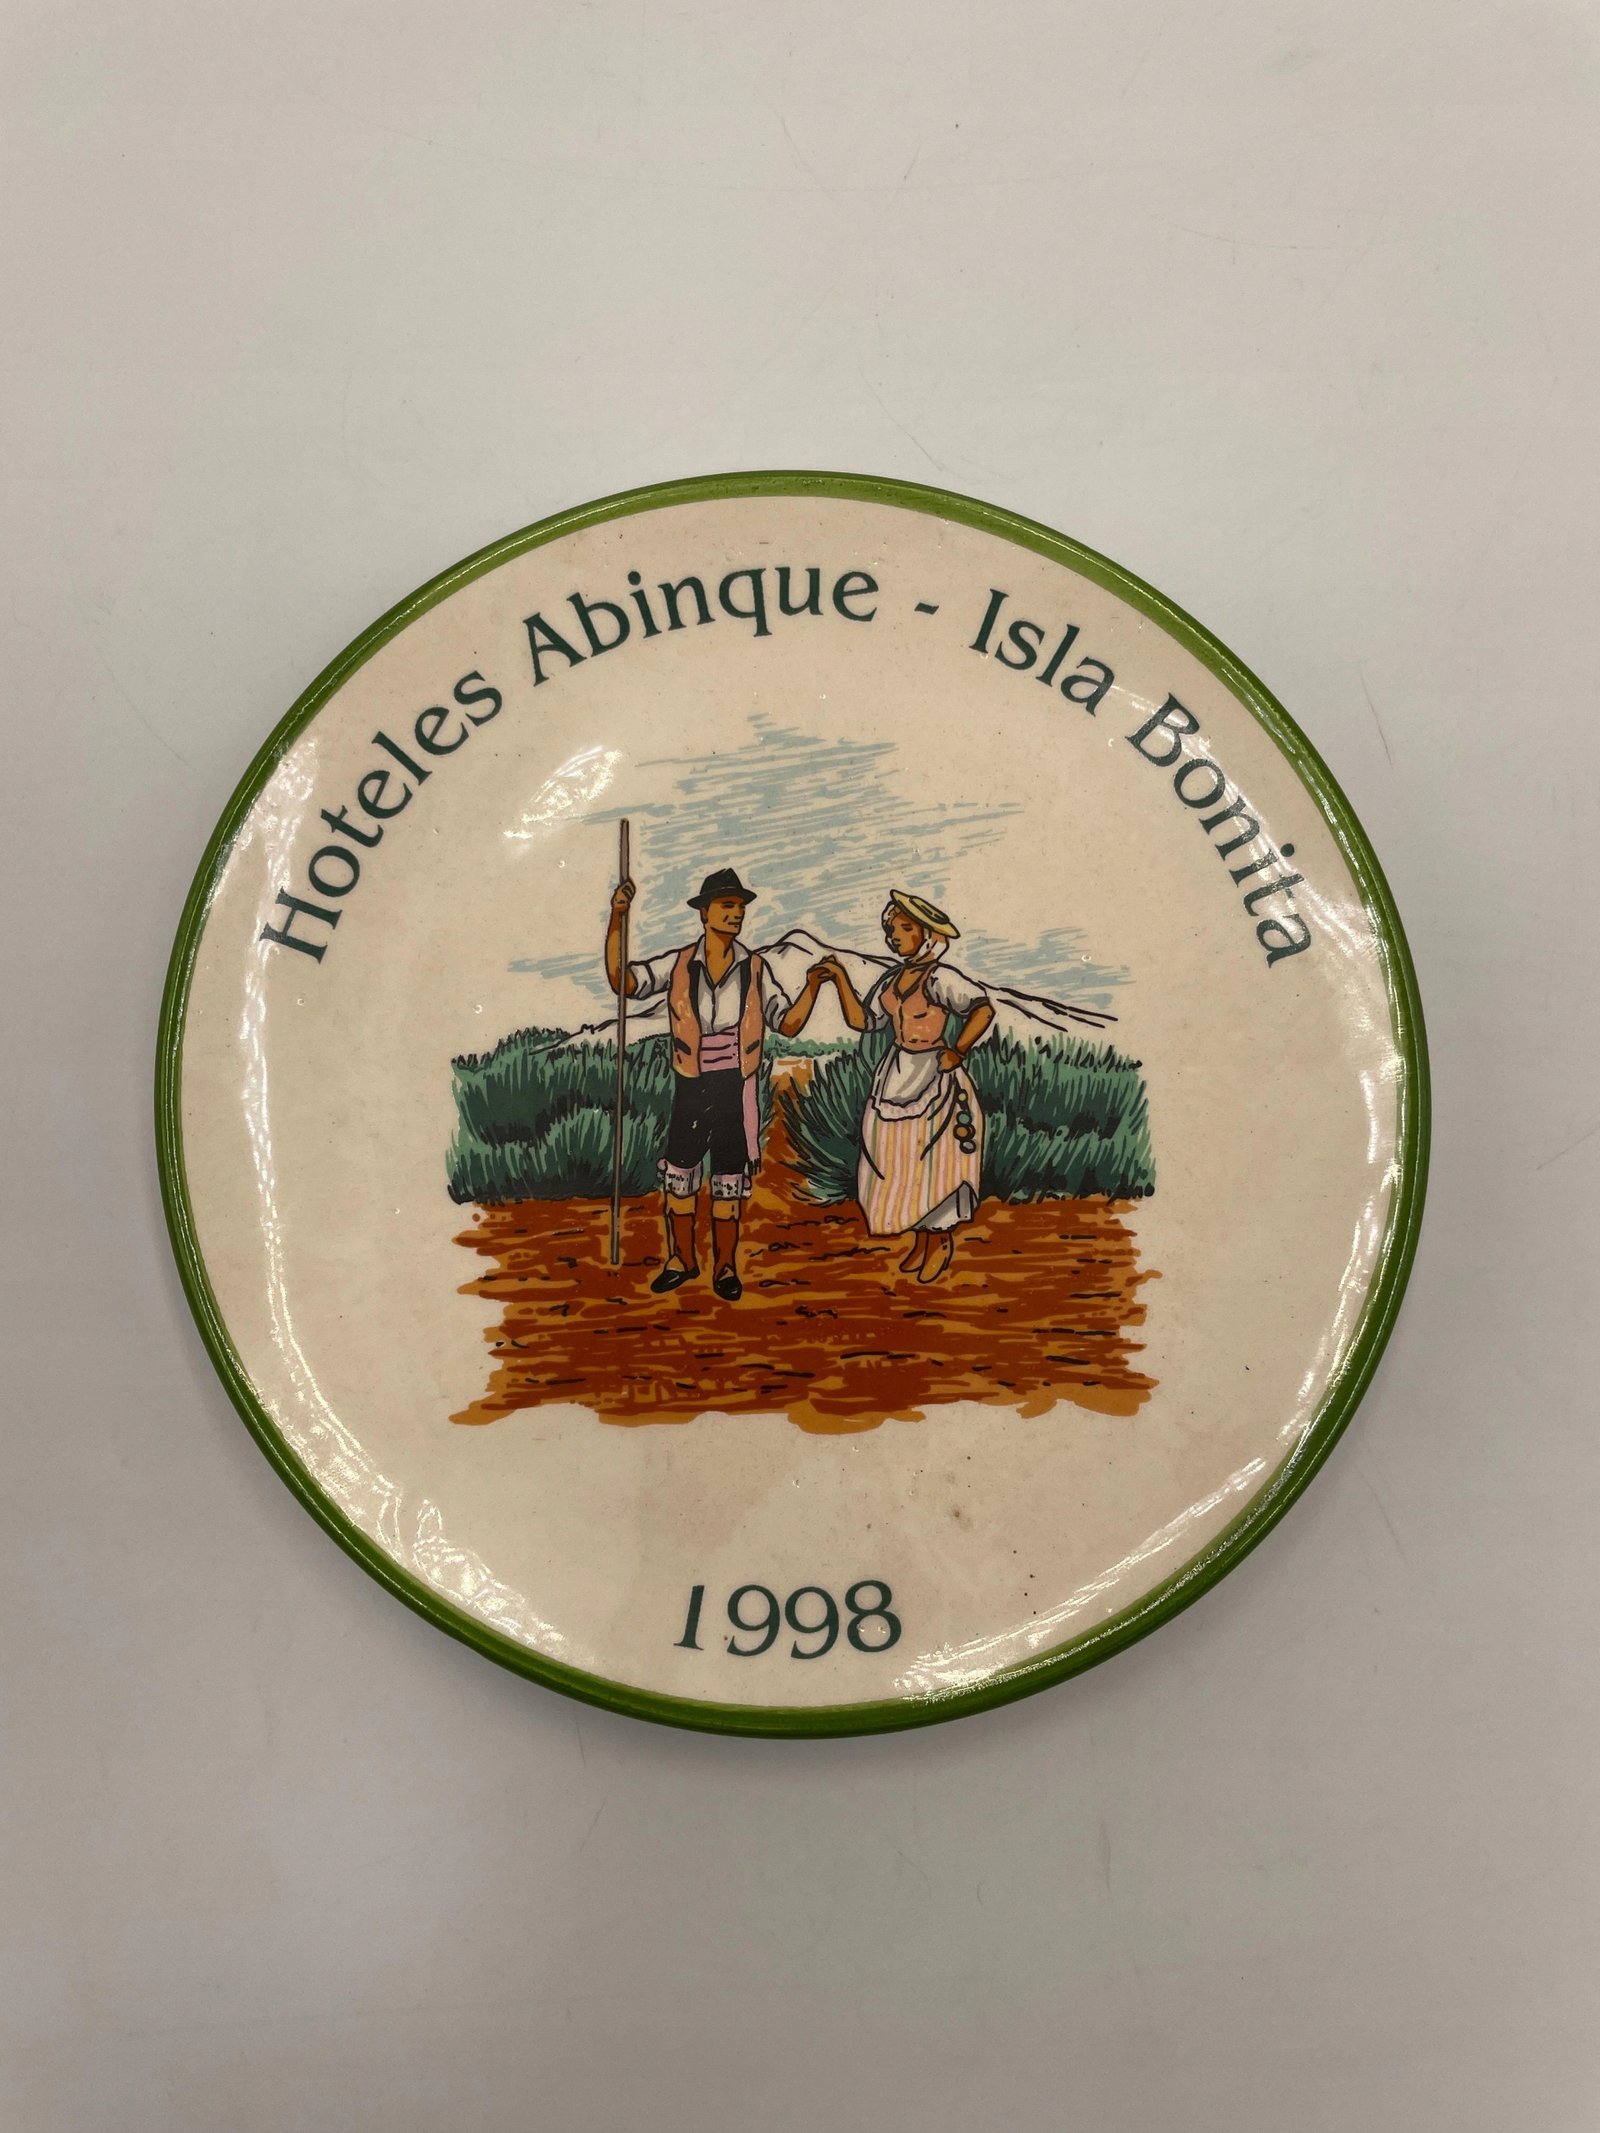 Hoteles Abinque - Isla Bonita
1998